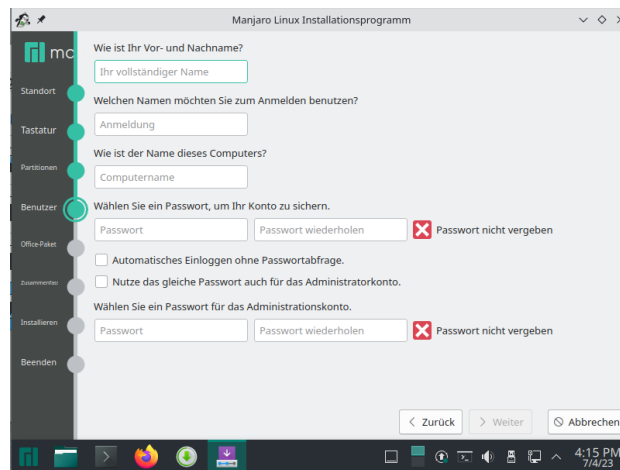 Manjaro Linux Installationsprogramm
Wie ist Ihr Vor- und Nachname?
Ihr vollständiger Name
Standort
Welchen Namen möchten Sie zum Anmelden benutzen?
Anmeldung
Tastatur
Wie ist der Name dieses Computers?
Partitionen
Computername
Benutzer
Wählen Sie ein Passwort, um Ihr Konto zu sichern.
Passwort Passwort wiederholen Passwort nicht vergeben
Office-Paket
Automatisches Einloggen ohne Passwortabfrage.
Nutze das gleiche Passwort auch für das Administratorkonto.
Wählen Sie ein Passwort für das Administrationskonto.
Installieren
Passwort Passwort wiederholen Passwort nicht vergeben
Beenden
Zurück Weiter Abbrechen
4:15 PM
7/4/23